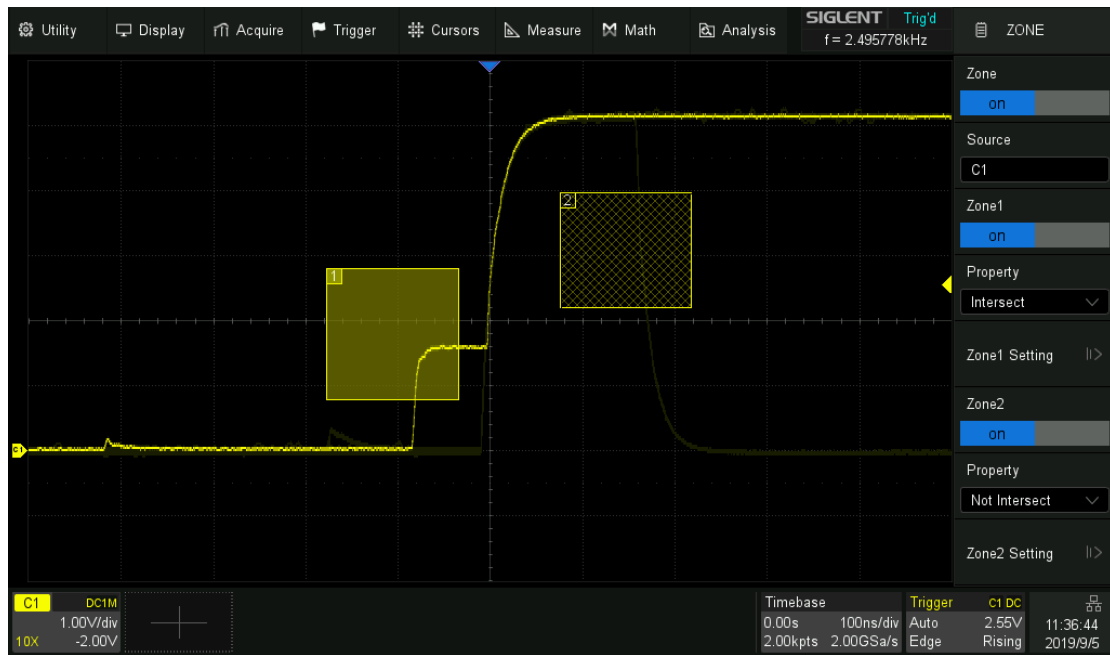 Utility Display Acquire Trigger Cursors Measure Math Analysis SIGLENT Trig'd
f = 2.495778kHz
ZONE
Zone
on
Source
C1
Zone1
on
Property
Intersect
Zone1 Setting
Zone2
on
Property
Not Intersect
Zone2 Setting
1
2
C1
C1 DC1M
1.00V/div
10X -2.00V
Timebase
0.00s 100ns/div
2.00kpts 2.00GSa/s
Trigger C1 DC
Auto 2.55V
Edge Rising
11:36:44
2019/9/5